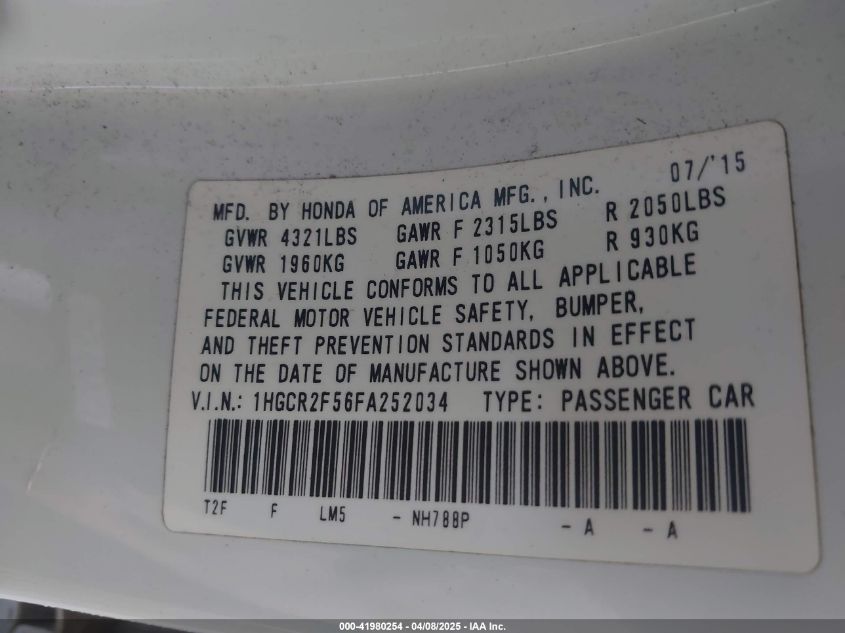 07/'15
MFD. BY HONDA OF AMERICA MFG., INC.
GVWR 4321LBS GAWR F 2315LBS R 2050LBS
GVWR 1960KG GAWR F 1050KG R 930KG
THIS VEHICLE CONFORMS TO ALL APPLICABLE
FEDERAL MOTOR VEHICLE SAFETY, BUMPER,
AND THEFT PREVENTION STANDARDS IN EFFECT
ON THE DATE OF MANUFACTURE SHOWN ABOVE.
V.I.N.: 1HGCR2F56FA252034 TYPE: PASSENGER CAR
T2F F LM5 - NH788P - A - A
000-41980254 - 04/08/2025 - IAA Inc.